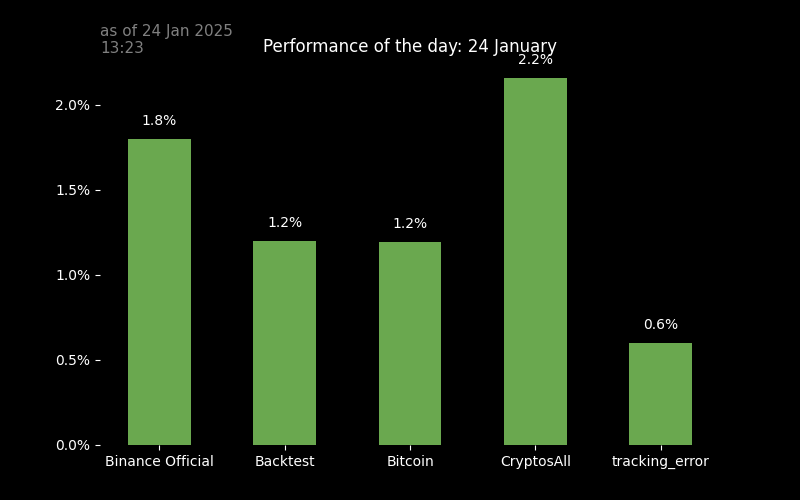 as of 24 Jan 2025
13:23
Performance of the day: 24 January
2.2%
2.0%
1.8%
1.5%
1.2%
1.2%
1.0%
0.6%
0.5%
0.0%
Binance Official
Backtest
Bitcoin
CryptosAll
tracking_error